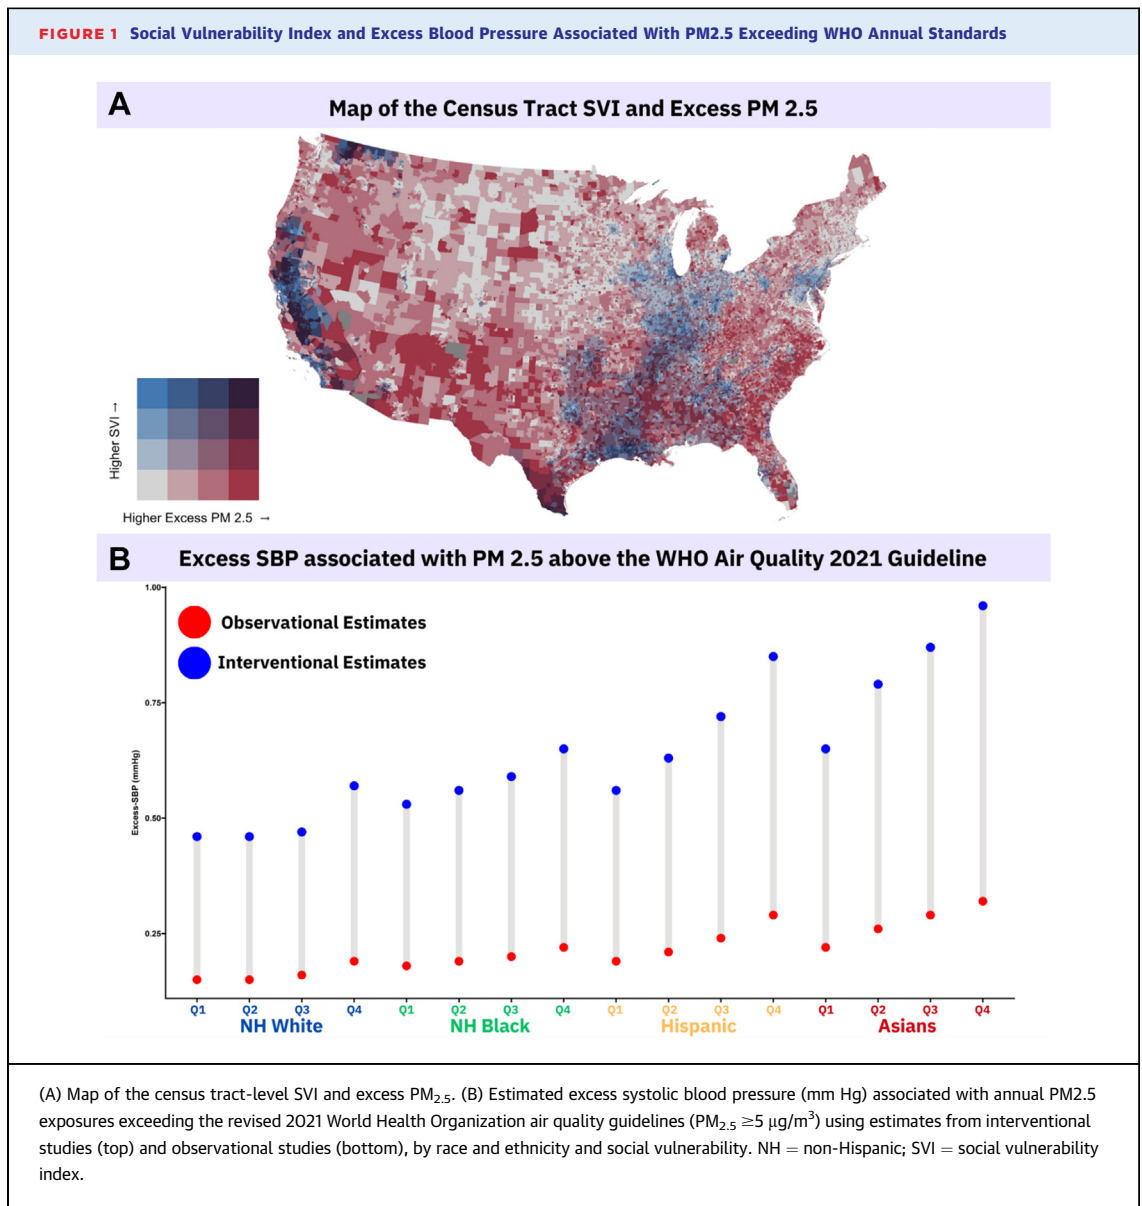 FIGURE 1 Social Vulnerability Index and Excess Blood Pressure Associated With PM2.5 Exceeding WHO Annual Standards
A
Map of the Census Tract SVI and Excess PM 2.5
Higher SVI →
Higher Excess PM 2.5 →
B
Excess SBP associated with PM 2.5 above the WHO Air Quality 2021 Guideline
Observational Estimates
Interventional Estimates
Excess-SBP (mmHg)
1.00
0.75
0.50
0.25
Q1 Q2 Q3 Q4 Q1 Q2 Q3 Q4 Q1 Q2 Q3 Q4 Q1 Q2 Q3 Q4
NH White NH Black Hispanic Asians
(A) Map of the census tract-level SVI and excess PM2.5. (B) Estimated excess systolic blood pressure (mm Hg) associated with annual PM2.5
exposures exceeding the revised 2021 World Health Organization air quality guidelines (PM2.5 ≥5 μg/m3) using estimates from interventional
studies (top) and observational studies (bottom), by race and ethnicity and social vulnerability. NH = non-Hispanic; SVI = social vulnerability
index.